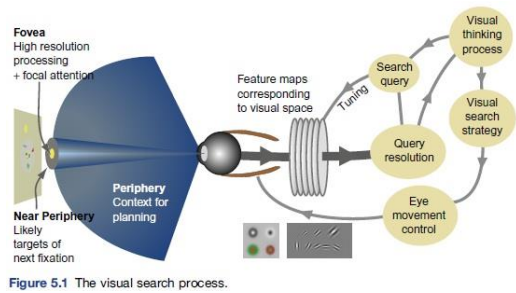 Fovea
High resolution
processing
+ focal attention
Near Periphery
Likely
targets of
next fixation
Periphery
Context for
planning
Feature maps
corresponding
to visual space
Tuning
Search
query
Visual
thinking
process
Query
resolution
Visual
search
strategy
Eye
movement
control
Figure 5.1 The visual search process.